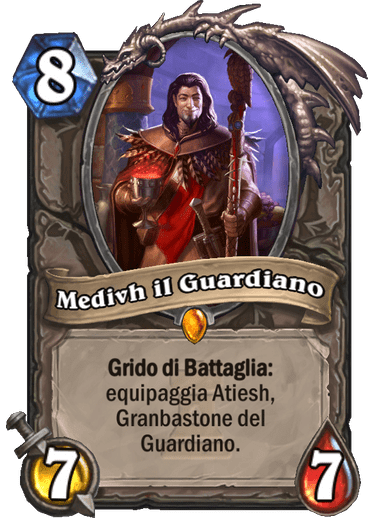 8
Medivh il Guardiano
Grido di Battaglia:
equipaggia Atiesh,
Granbastone del
Guardiano.
7
7